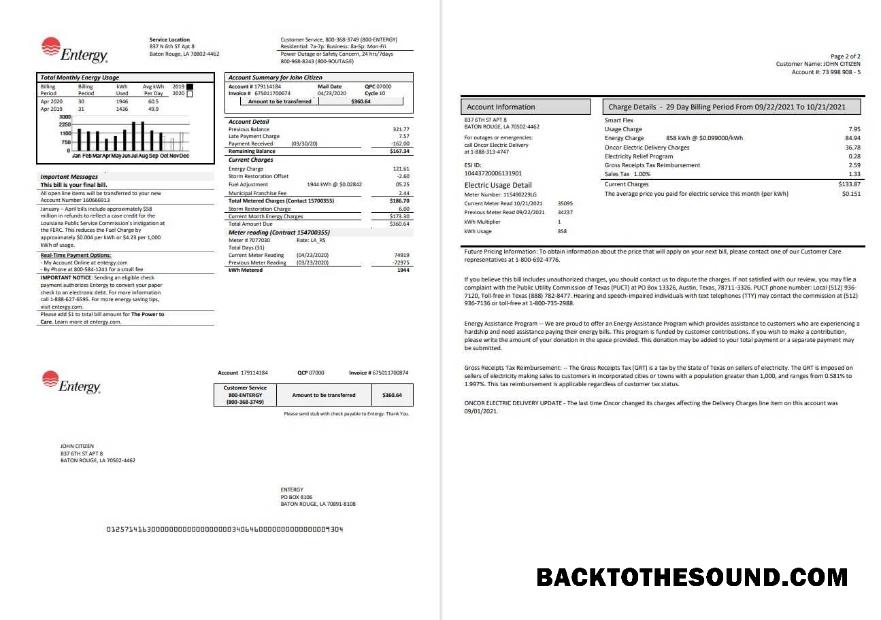 Entergy
Service Location
837 N 6th ST Apt 8
Baton Rouge, LA 70802-4462
Customer Service, 800-368-3749 (800-ENTERGY)
Residential: 7a-7p; Business: 8a-5p; Mon-Fri
Power Outage or Safety Concern, 24 hrs/7days
800-968-8243 (800-9OUTAGE)
Total Monthly Energy Usage
Billing Billing kWh Avg kWh 2019
Period Period Used Per Day 2020
Apr 2020 30 1946 60.5
Apr 2019 31 1426 49.9
3000
2250
1500
750
0
Jan Feb Mar Apr May Jun Jul Aug Sep Oct Nov Dec
Important Messages
This bill is your final bill.
All open line items will be transferred to your new
Account Number 160666913
January – April bills include approximately $58
million in refunds to reflect a case credit for the
Louisiana Public Service Commission's instigation at
the FERC. This reduces the Fuel Charge by
approximately $0.004 per kWh or $4.23 per 1,000
kWh of usage.
Real-Time Payment Options:
- My Account Online at entergy.com
- By Phone at 800-584-1243 for a small fee
IMPORTANT NOTICE: Sending an eligible check
payment authorizes Entergy to convert your paper
check to an electronic debit. For more information
call 1-888-627-6595. For more energy saving tips,
visit entergy.com.
Please add $1 to total bill amount for The Power to
Care. Learn more at entergy.com.
Account Summary for John Citizen
Account # 179114184 Mail Date QPC 07000
Invoice # 675011700674 04/23/2020 Cycle 10
Amount to be transferred $360.64
Account Detail
Previous Balance 321.77
Late Payment Charge 7.57
Payment Received (03/30/20) -162.00
Remaining Balance $167.34
Current Charges
Energy Charge 121.61
Storm Restoration Offset -2.60
Fuel Adjustment 1944 kWh @ $0.02842 05.25
Municipal Franchise Fee 2.44
Total Metered Charges (Contact 15700355) $186.70
Storm Restoration Charge 6.60
Current Month Energy Charges $173.30
Total Amount Due $360.64
Meter reading (Contract 154700355)
Meter # 7077030 Rate: LA_RS
Total Days (31)
Current Meter Reading (04/23/2020) 74919
Previous Meter Reading (03/23/2020) -72975
kWh Metered 1944
Entergy
Account 179114184 QCP 07000 Invoice # 675011700874
Customer Service
800-ENTERGY
(800-368-3749)
Amount to be transferred $360.64
Please send stub with check payable to Entergy. Thank You.
JOHN CITIZEN
837 6TH ST APT 8
BATON ROUGE, LA 70502-4462
ENTERGY
PO BOX 8106
BATON ROUGE, LA 70891-8108
Page 2 of 2
Customer Name: JOHN CITIZEN
Account #: 73 998 908 - 5
Account Information
837 6TH ST APT 8
BATON ROUGE, LA 70502-4462
For outages or emergencies:
call Oncor Electric Delivery
at 1-888-313-4747
ESI ID:
10443720006131901
Electric Usage Detail
Meter Number: 115490229LG
Current Meter Read 10/21/2021 35095
Previous Meter Read 09/22/2021 34237
kWh Multiplier 1
kWh Usage 858
Charge Details - 29 Day Billing Period From 09/22/2021 To 10/21/2021
Smart Flex
Usage Charge 7.95
Energy Charge 858 kWh @ $0.099000/kWh 84.94
Oncor Electric Delivery Charges 36.78
Electricity Relief Program 0.28
Gross Receipts Tax Reimbursement 2.59
Sales Tax 1.00% 1.33
Current Charges $133.87
The average price you paid for electric service this month (per kWh) $0.151
Future Pricing Information: To obtain information about the price that will apply on your next bill, please contact one of our Customer Care
representatives at 1-800-692-4776.
If you believe this bill includes unauthorized charges, you should contact us to dispute the charges. If not satisfied with our review, you may file a
complaint with the Public Utility Commission of Texas (PUCT) at PO Box 13326, Austin, Texas, 78711-3326. PUCT phone number: Local (512) 936-
7120, Toll-free in Texas (888) 782-8477. Hearing and speech-impaired individuals with text telephones (TTY) may contact the commission at (512)
936-7136 or toll-free at 1-800-735-2988.
Energy Assistance Program -- We are proud to offer an Energy Assistance Program which provides assistance to customers who are experiencing a
hardship and need assistance paying their energy bills. This program is funded by customer contributions. If you wish to make a contribution,
please write the amount of your donation in the space provided. This donation may be added to your total payment or a separate payment may
be submitted.
Gross Receipts Tax Reimbursement: -- The Gross Receipts Tax (GRT) is a tax by the State of Texas on sellers of electricity. The GRT is imposed on
sellers of electricity making sales to customers in incorporated cities or towns with a population greater than 1,000, and ranges from 0.581% to
1.997%. This tax reimbursement is applicable regardless of customer tax status.
ONCOR ELECTRIC DELIVERY UPDATE - The last time Oncor changed its charges affecting the Delivery Charges line item on this account was
09/01/2021.
BACKTOTHESOUND.COM